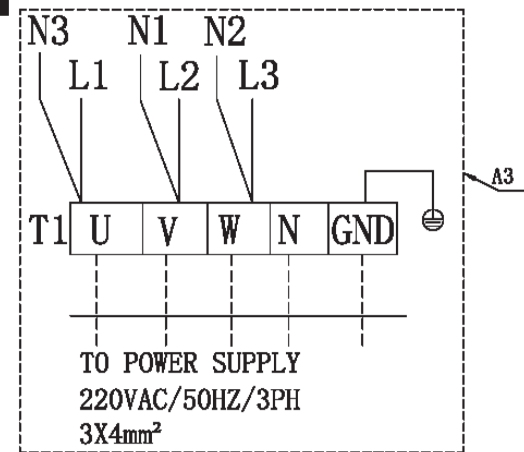 N3 N1 N2
L1 L2 L3
A3
T1 U V W N GND
TO POWER SUPPLY
220VAC/50HZ/3PH
3X4mm²